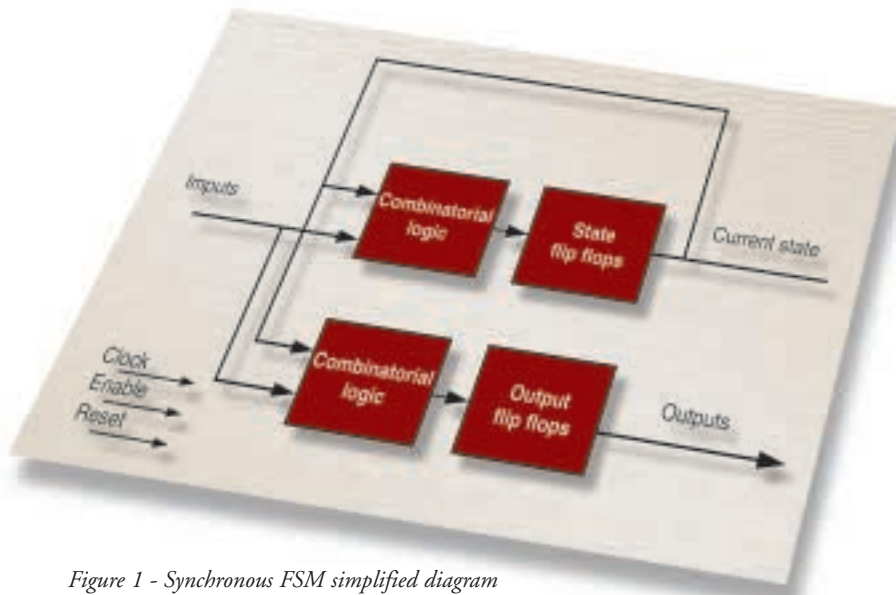 Imputs
Combinatorial
logic
State
flip flops
Current state
Combinatorial
logic
Output
flip flops
Outputs
Clock
Enable
Reset
Figure 1 - Synchronous FSM simplified diagram